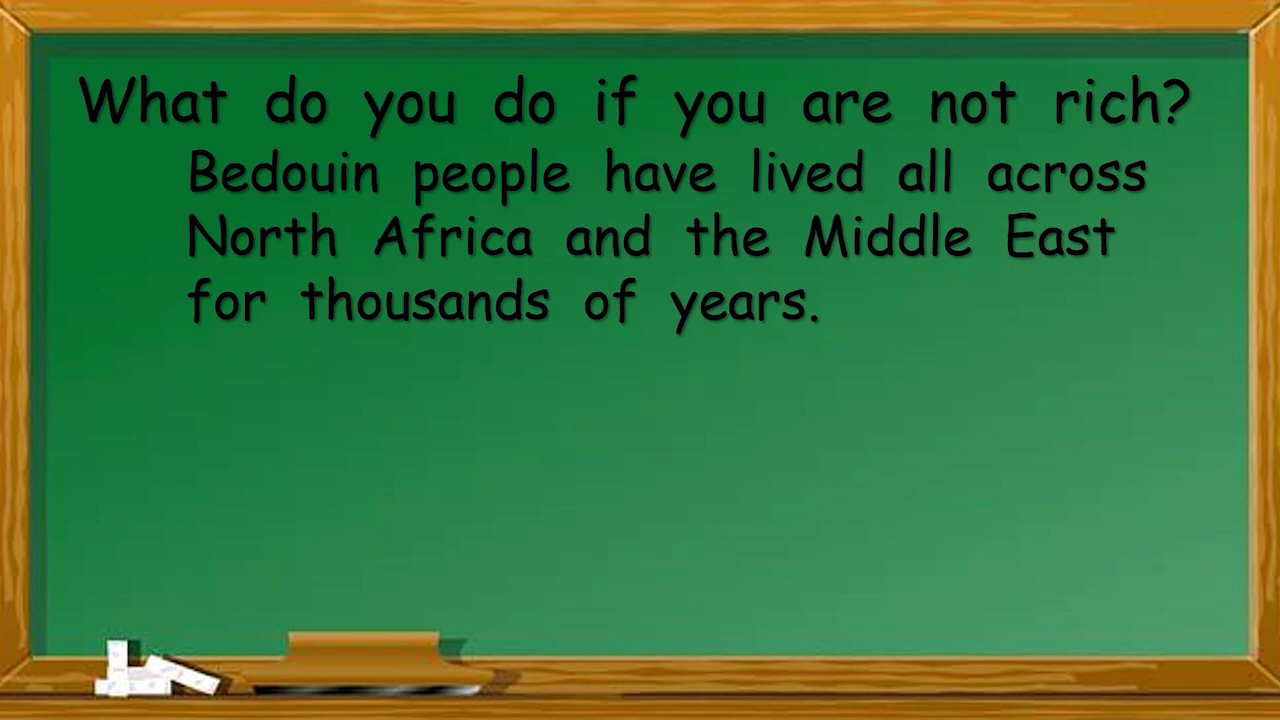 What do you do if you are not rich?
Bedouin people have lived all across
North Africa and the Middle East
for thousands of years.